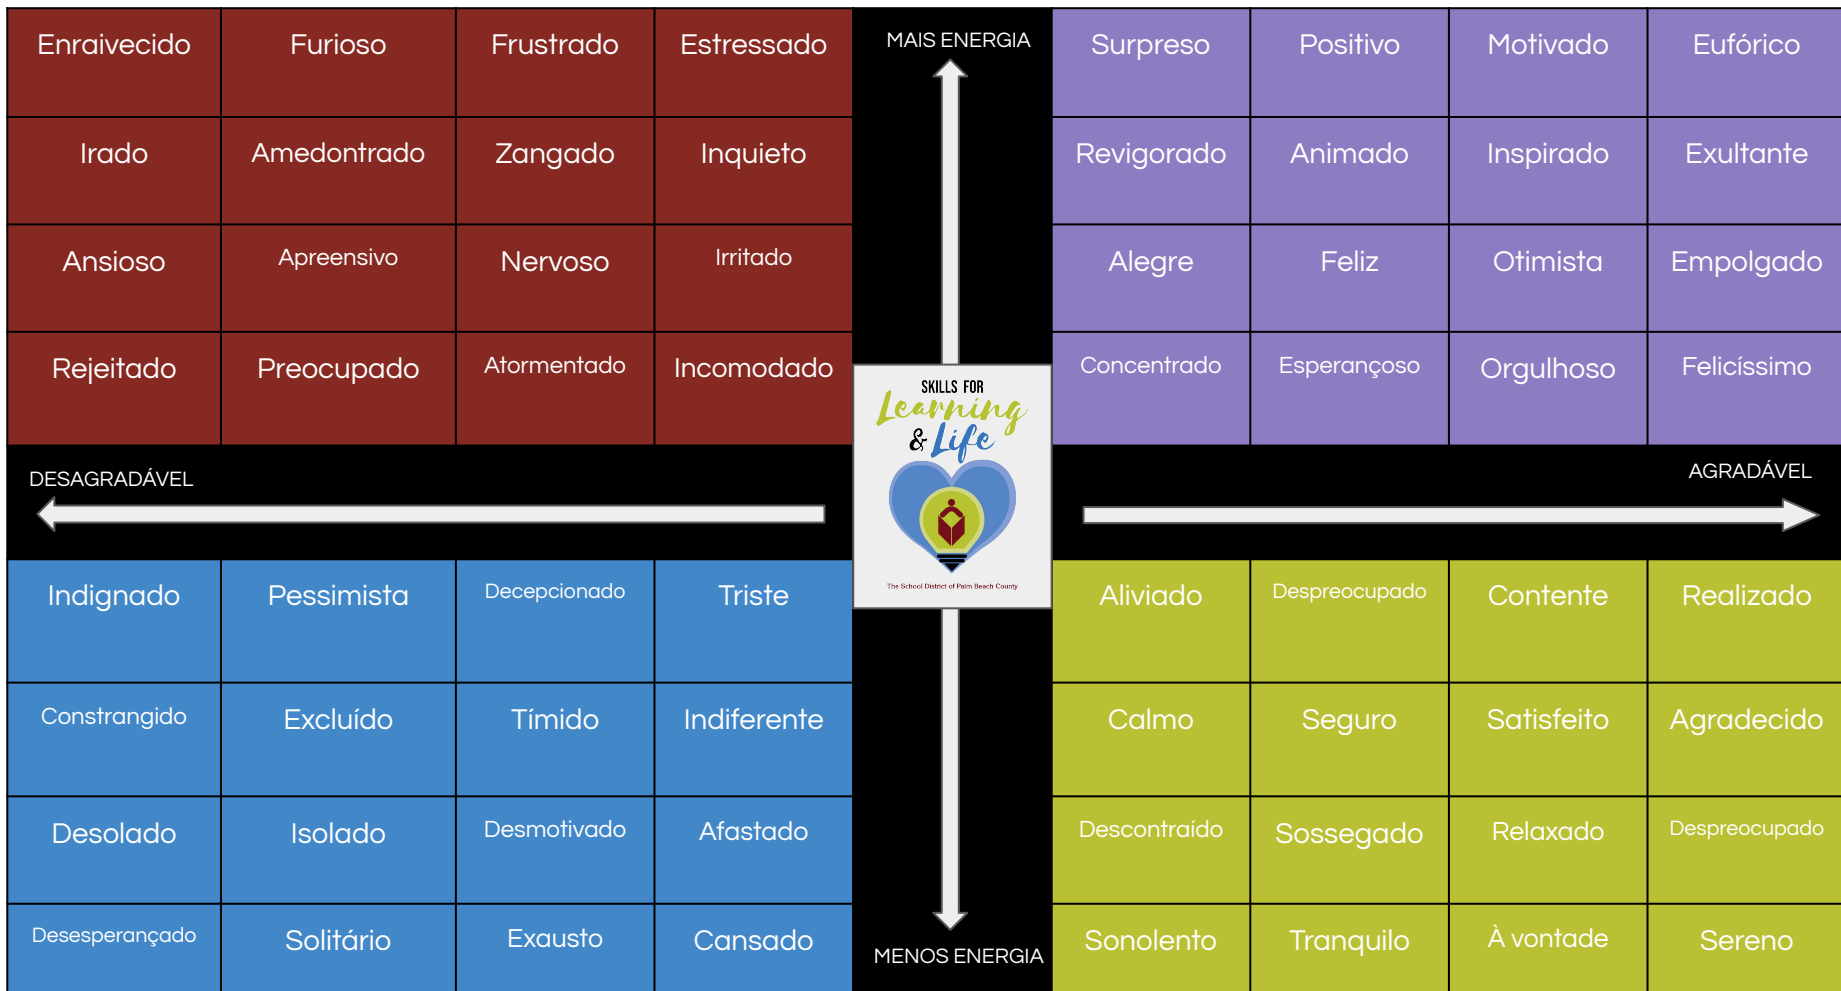 Enraivecido Furioso Frustrado Estressado MAIS ENERGIA Surpreso Positivo Motivado Eufórico
Irado Amedontrado Zangado Inquieto Revigorado Animado Inspirado Exultante
Ansioso Apreensivo Nervoso Irritado Alegre Feliz Otimista Empolgado
Rejeitado Preocupado Atormentado Incomodado Concentrado Esperançoso Orgulhoso Felicíssimo
SKILLS FOR
Learning
& Life
DESAGRADÁVEL AGRADÁVEL
The School District of Palm Beach County
Indignado Pessimista Decepcionado Triste Aliviado Despreocupado Contente Realizado
Constrangido Excluído Tímido Indiferente Calmo Seguro Satisfeito Agradecido
Desolado Isolado Desmotivado Afastado Descontraído Sossegado Relaxado Despreocupado
Desesperançado Solitário Exausto Cansado Sonolento Tranquilo À vontade Sereno
MENOS ENERGIA